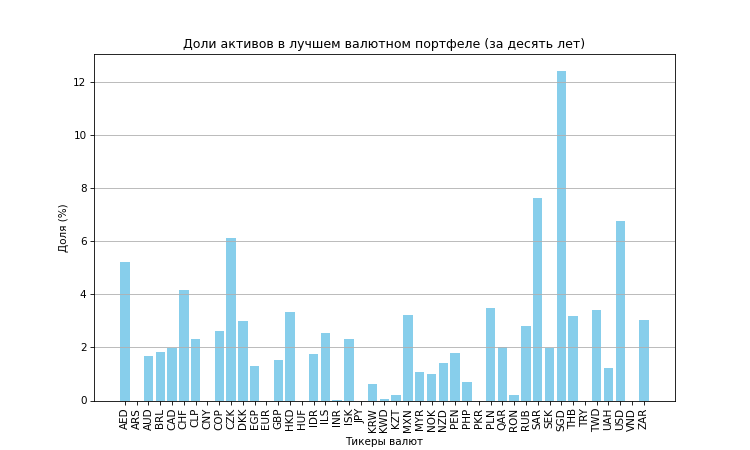 Доли активов в лучшем валютном портфеле (за десять лет)
Доля (%)
12
10
8
6
4
2
0
AED ARS AUD BRL CAD CHF CLP CNY COP CZK DKK EGP EUR GBP HKD HUF IDR ILS INR ISK JPY KRW KWD KZT MXN MYR NOK NZD PEN PHP PKR PLN QAR RON RUB SAR SEK SGD THB TRY TWD UAH USD VND ZAR
Тикеры валют